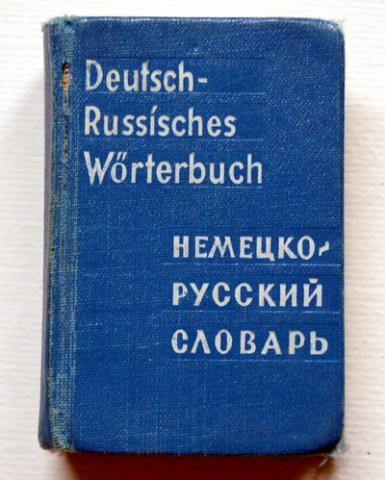 Deutsch-
Russisches
Wörterbuch
НЕМЕЦКО-
РУССКИЙ
СЛОВАРЬ